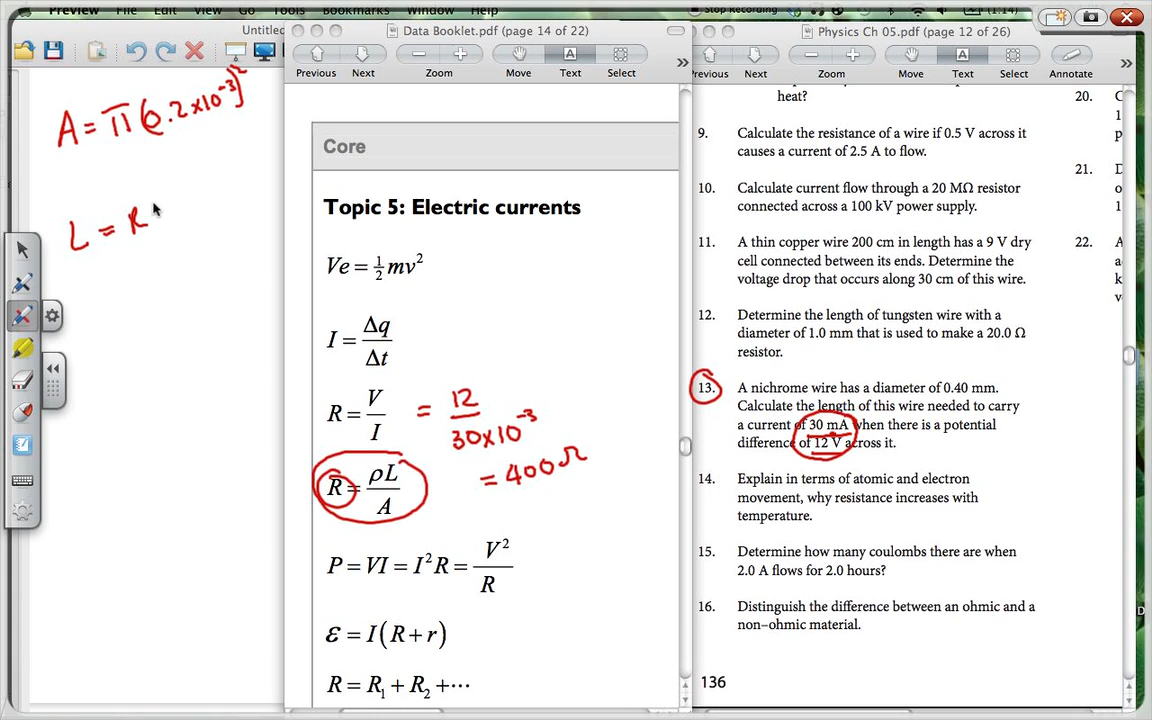 Preview File Edit View Go Tools Bookmarks Window Help
Stop Recording
(1:14)
Untitled
Data Booklet.pdf (page 14 of 22)
Physics Ch 05.pdf (page 12 of 26)
Previous Next Zoom Move Text Select
Previous Next Zoom Move Text Select Annotate
A = π(0.2×10⁻³)²
L = R
Core
Topic 5: Electric currents
Ve = ½mv²
I = Δq/Δt
R = V/I = 12/30×10⁻³
= 400Ω
R = ρL/A
P = VI = I²R = V²/R
ε = I(R + r)
R = R₁ + R₂ + ⋯
heat?
9. Calculate the resistance of a wire if 0.5 V across it
causes a current of 2.5 A to flow.
10. Calculate current flow through a 20 MΩ resistor
connected across a 100 kV power supply.
11. A thin copper wire 200 cm in length has a 9 V dry
cell connected between its ends. Determine the
voltage drop that occurs along 30 cm of this wire.
12. Determine the length of tungsten wire with a
diameter of 1.0 mm that is used to make a 20.0 Ω
resistor.
13. A nichrome wire has a diameter of 0.40 mm.
Calculate the length of this wire needed to carry
a current of 30 mA when there is a potential
difference of 12 V across it.
14. Explain in terms of atomic and electron
movement, why resistance increases with
temperature.
15. Determine how many coulombs there are when
2.0 A flows for 2.0 hours?
16. Distinguish the difference between an ohmic and a
non–ohmic material.
136
20.
21.
22.